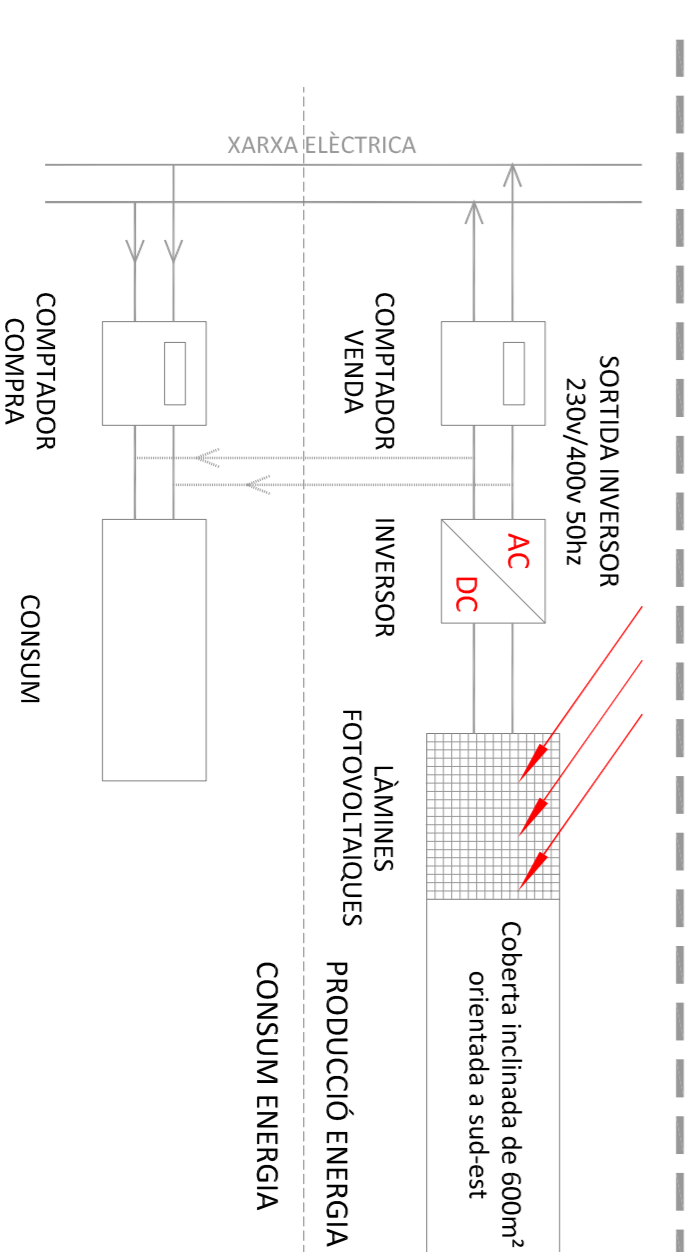 XARXA ELÈCTRICA
SORTIDA INVERSOR
230v/400v 50hz
COMPTADOR
VENDA
INVERSOR
AC
DC
LÀMINES
FOTOVOLTAIQUES
Coberta inclinada de 600m²
orientada a sud-est
PRODUCCIÓ ENERGIA
CONSUM ENERGIA
COMPTADOR
COMPRA
CONSUM